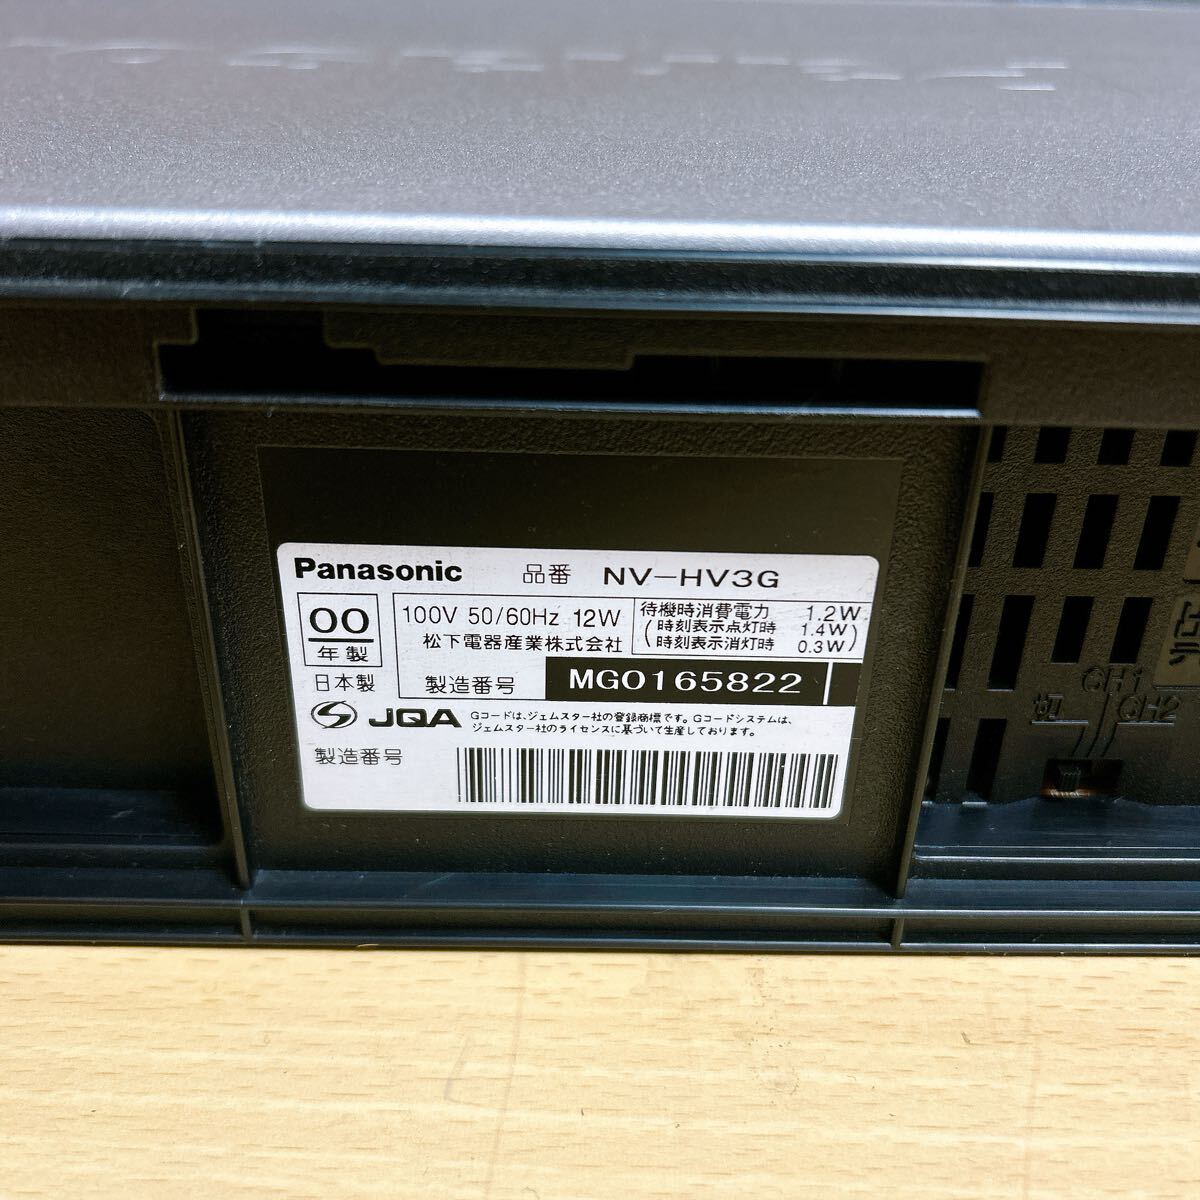 Panasonic 品番 NV-HV3G
00
年製
日本製
100V 50/60Hz 12W
松下電器産業株式会社
待機時消費電力 1.2W
(時刻表示点灯時 1.4W)
(時刻表示消灯時 0.3W)
製造番号 MG0165822
S JQA
Gコードは、ジェムスター社の登録商標です。Gコードシステムは、
ジェムスター社のライセンスに基づいて生産しております。
製造番号
CH1
切 CH2